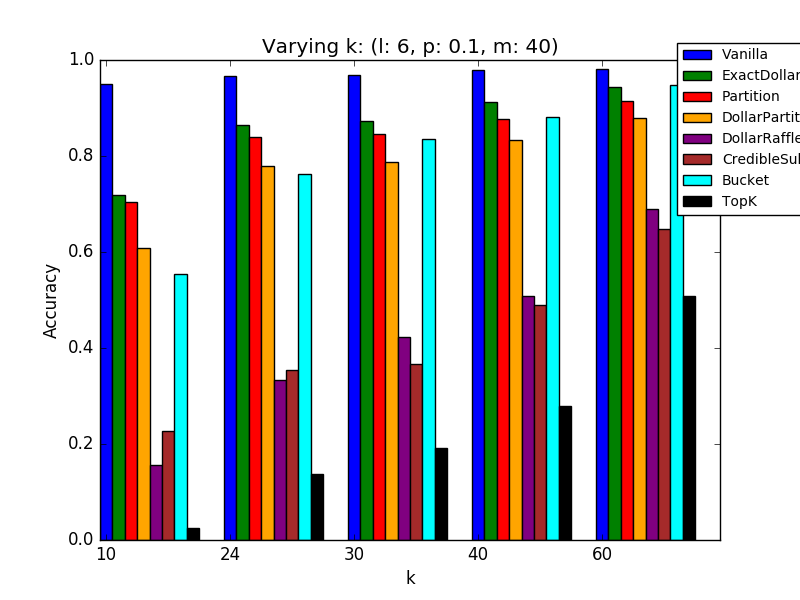 Varying k: (l: 6, p: 0.1, m: 40)
Vanilla
ExactDollar
Partition
DollarPartit
DollarRaffle
CredibleSul
Bucket
TopK
1.0
0.8
0.6
0.4
0.2
0.0
Accuracy
10 24 30 40 60
k